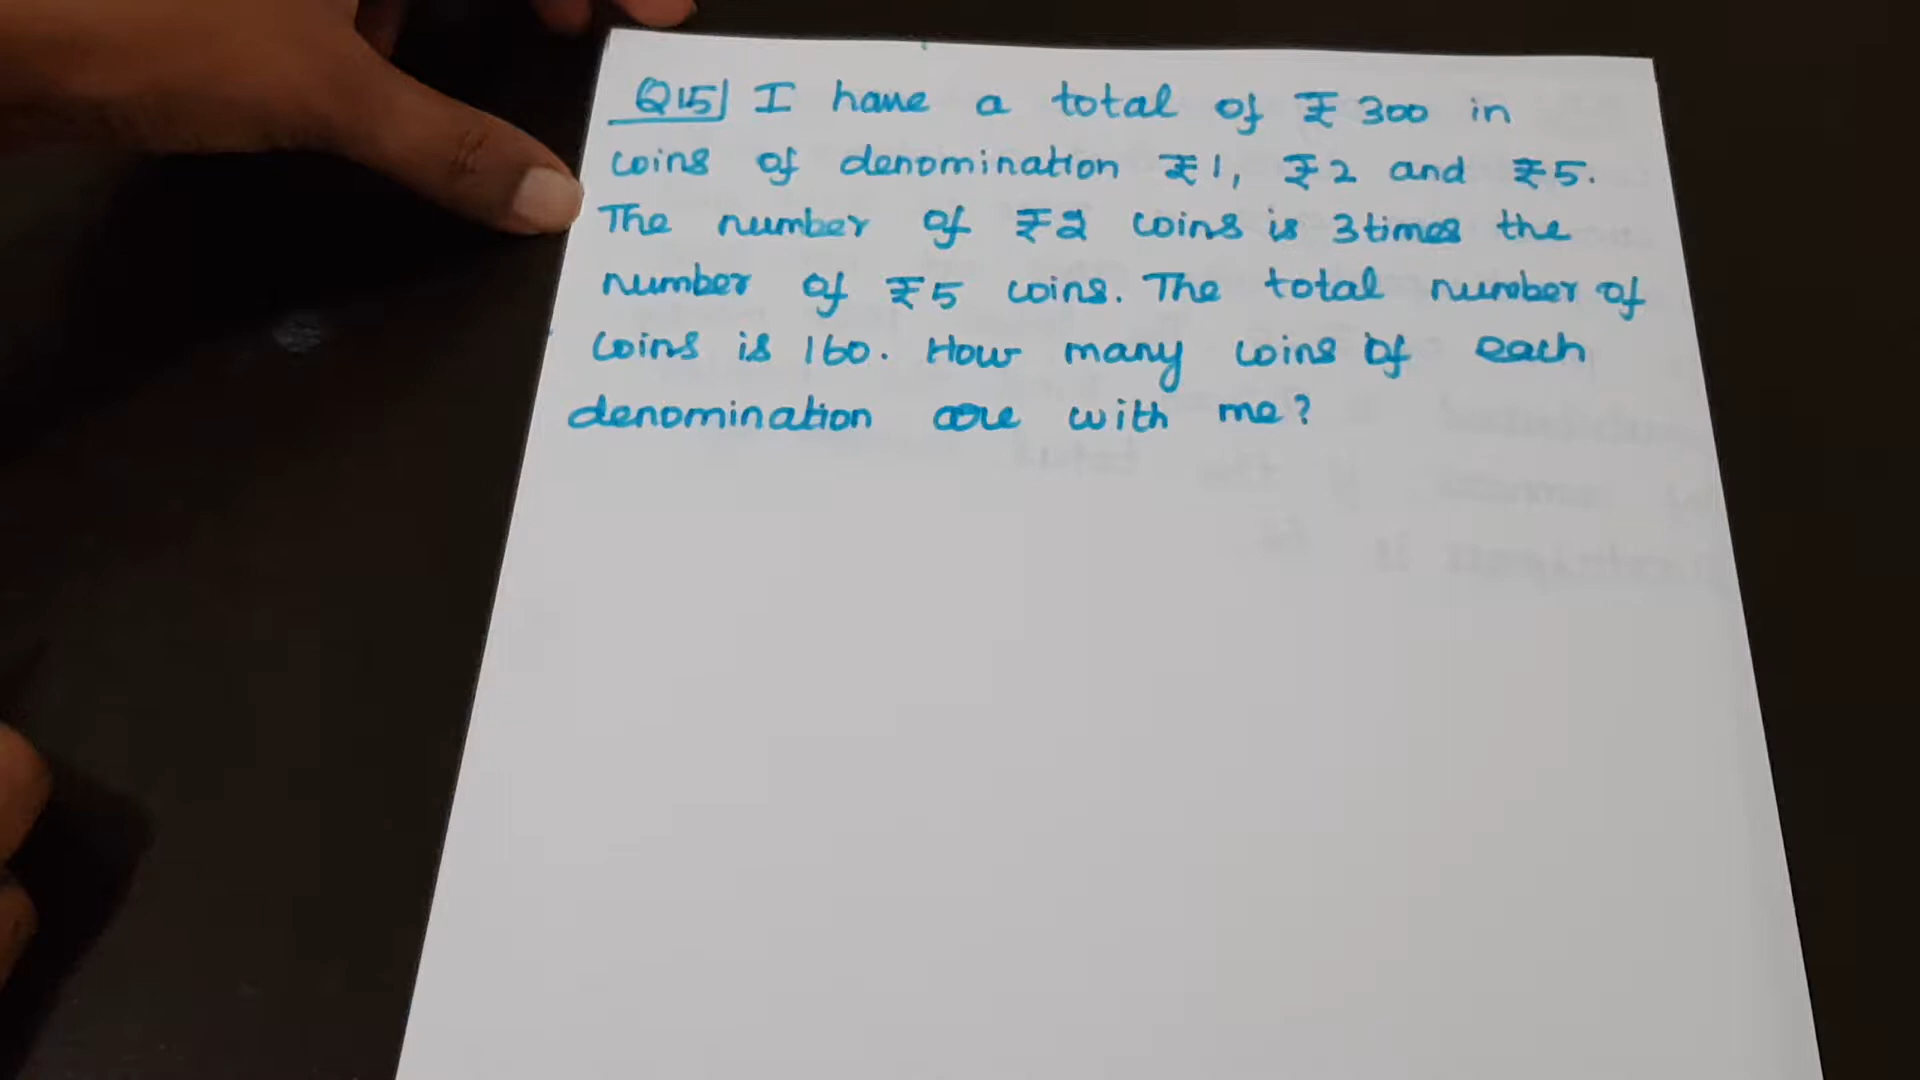 Q15] I have a total of ₹300 in
coins of denomination ₹1, ₹2 and ₹5.
The number of ₹2 coins is 3 times the
number of ₹5 coins. The total number of
coins is 160. How many coins of each
denomination are with me?